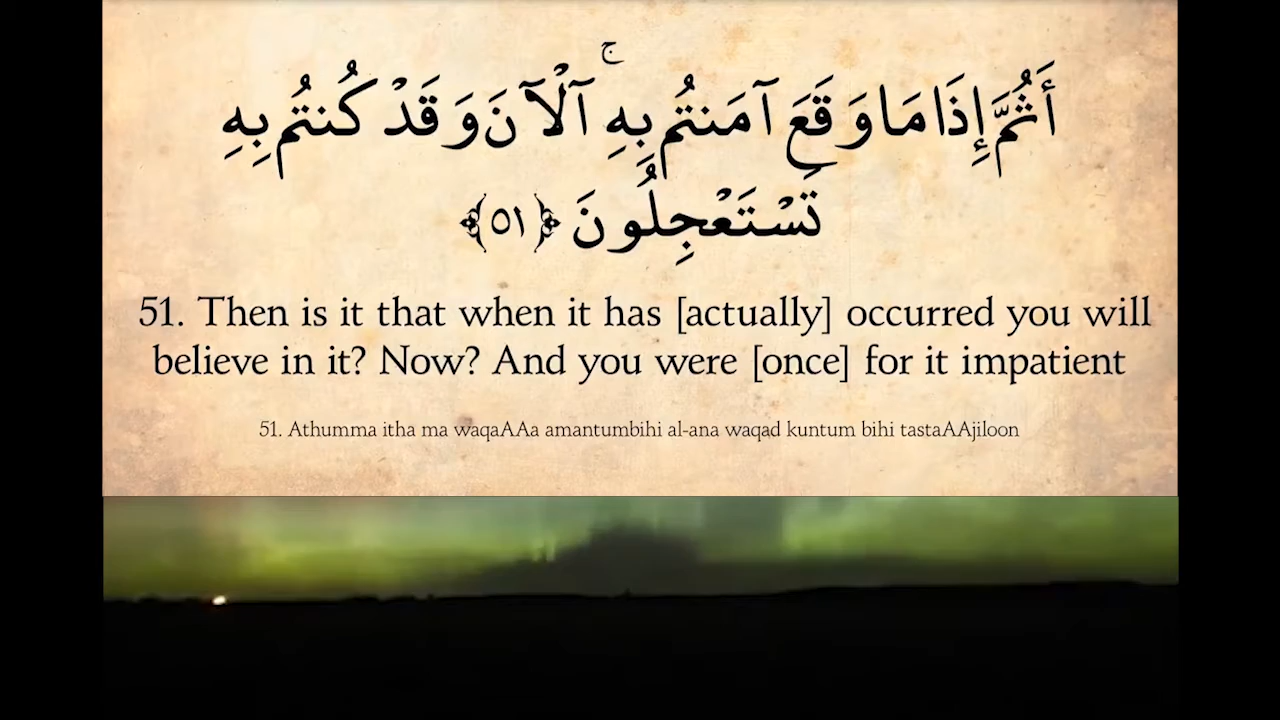 أَثُمَّ إِذَا مَا وَقَعَ آمَنتُم بِهِ ۚ آلْآنَ وَقَدْ كُنتُم بِهِ
تَسْتَعْجِلُونَ ﴿٥١﴾
51. Then is it that when it has [actually] occurred you will
believe in it? Now? And you were [once] for it impatient
51. Athumma itha ma waqaAAa amantumbihi al-ana waqad kuntum bihi tastaAAjiloon